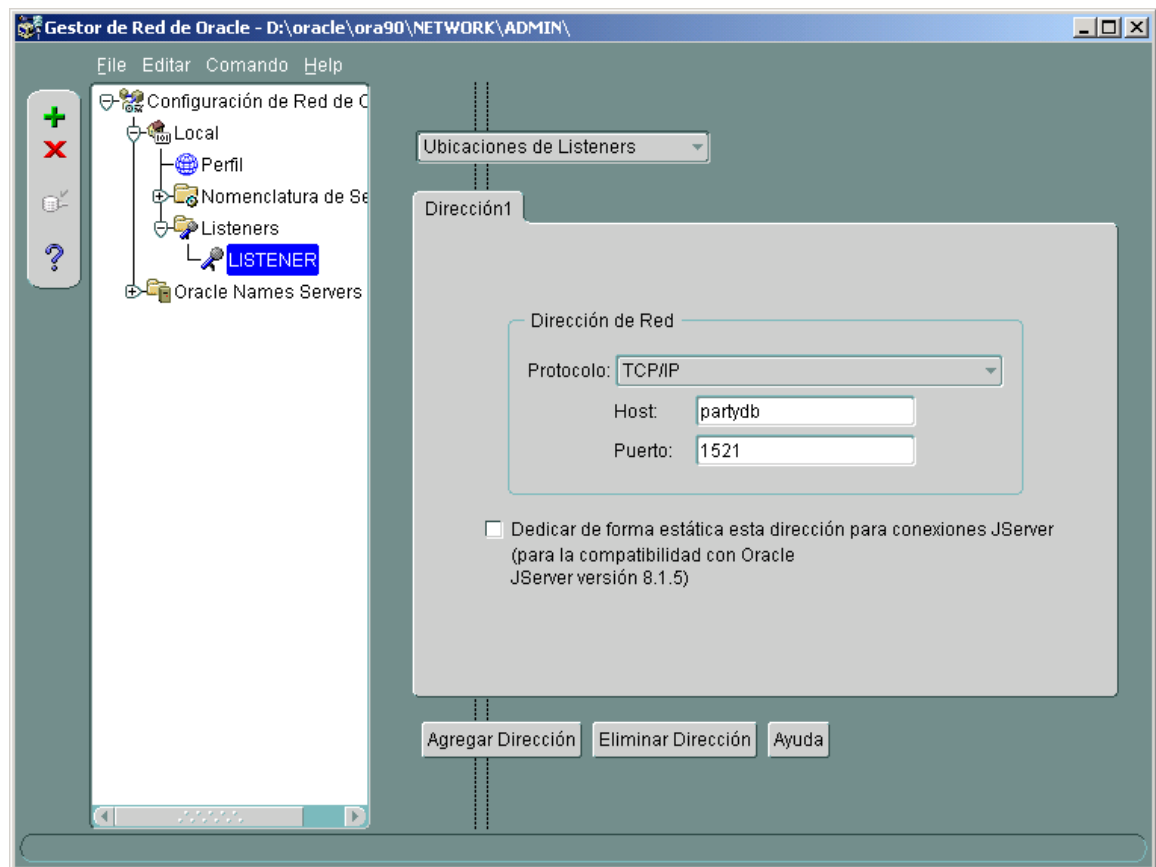 Gestor de Red de Oracle - D:\oracle\ora90\NETWORK\ADMIN\
File Editar Comando Help
Configuración de Red de O
Local
Perfil
Nomenclatura de Se
Listeners
LISTENER
Oracle Names Servers
Ubicaciones de Listeners
Dirección1
Dirección de Red
Protocolo: TCP/IP
Host: partydb
Puerto: 1521
Dedicar de forma estática esta dirección para conexiones JServer
(para la compatibilidad con Oracle
JServer versión 8.1.5)
Agregar Dirección Eliminar Dirección Ayuda